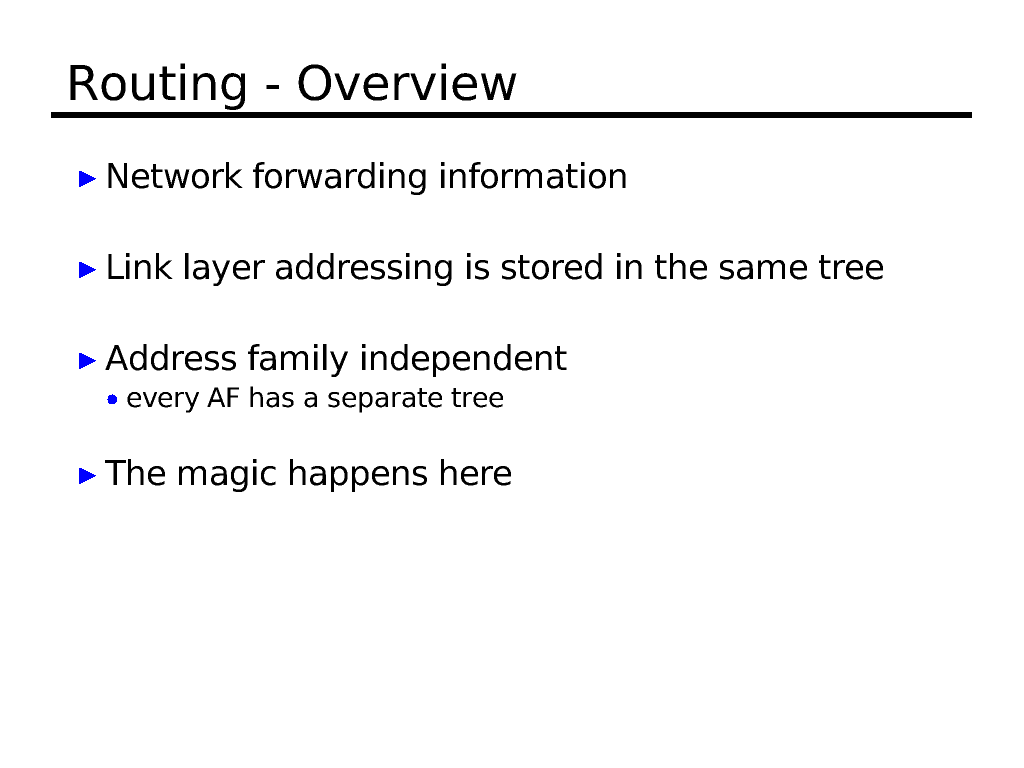 Routing - Overview
Network forwarding information
Link layer addressing is stored in the same tree
Address family independent
every AF has a separate tree
The magic happens here